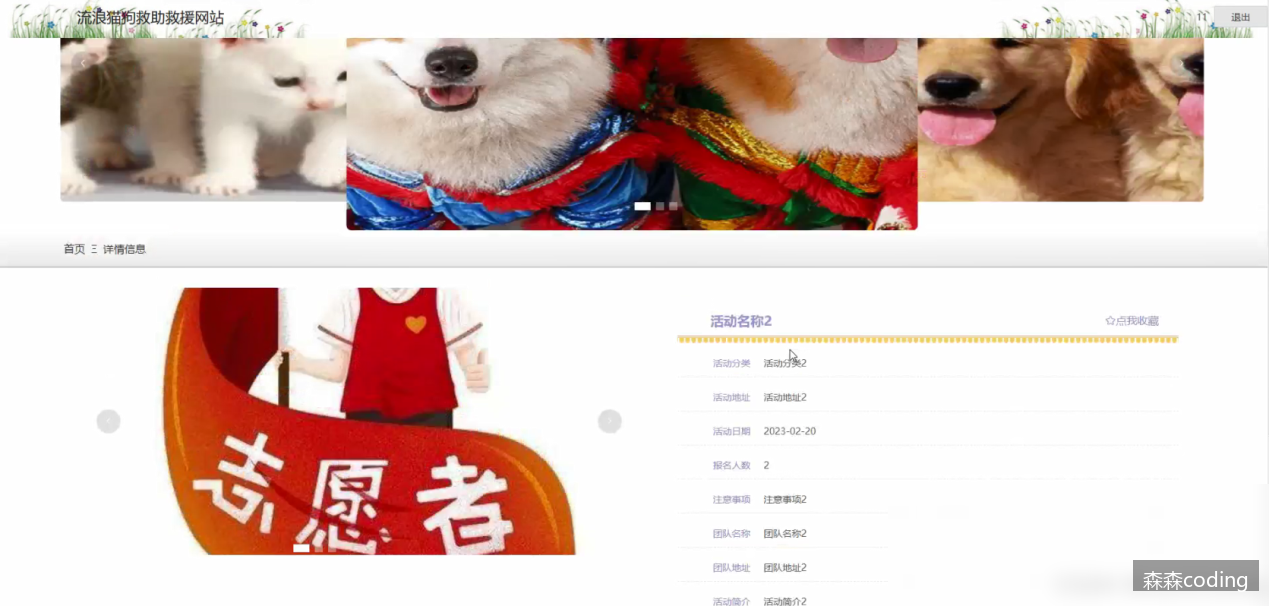 流浪猫狗救助救援网站
11
退出
首页 Ξ 详情信息
志愿者
活动名称2
☆点我收藏
活动分类 活动分类2
活动地址 活动地址2
活动日期 2023-02-20
报名人数 2
注意事项 注意事项2
团队名称 团队名称2
团队地址 团队地址2
活动简介 活动简介2
森森coding